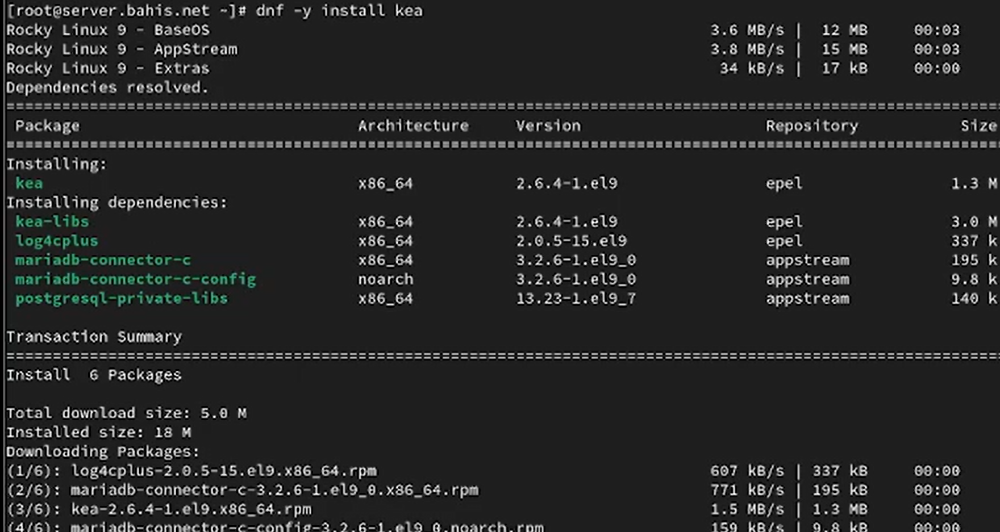 [root@server.bahis.net ~]# dnf -y install kea
Rocky Linux 9 - BaseOS 3.6 MB/s | 12 MB 00:03
Rocky Linux 9 - AppStream 3.8 MB/s | 15 MB 00:03
Rocky Linux 9 - Extras 34 kB/s | 17 kB 00:00
Dependencies resolved.
================================================================================
Package Architecture Version Repository Size
================================================================================
Installing:
kea x86_64 2.6.4-1.el9 epel 1.3 M
Installing dependencies:
kea-libs x86_64 2.6.4-1.el9 epel 3.0 M
log4cplus x86_64 2.0.5-15.el9 epel 337 k
mariadb-connector-c x86_64 3.2.6-1.el9_0 appstream 195 k
mariadb-connector-c-config noarch 3.2.6-1.el9_0 appstream 9.8 k
postgresql-private-libs x86_64 13.23-1.el9_7 appstream 140 k
Transaction Summary
================================================================================
Install 6 Packages
Total download size: 5.0 M
Installed size: 18 M
Downloading Packages:
(1/6): log4cplus-2.0.5-15.el9.x86_64.rpm 607 kB/s | 337 kB 00:00
(2/6): mariadb-connector-c-3.2.6-1.el9_0.x86_64.rpm 771 kB/s | 195 kB 00:00
(3/6): kea-2.6.4-1.el9.x86_64.rpm 1.5 MB/s | 1.3 MB 00:00
(4/6): mariadb-connector-c-config-3.2.6-1.el9_0.noarch.rpm 159 kB/s | 9.8 kB 00:00